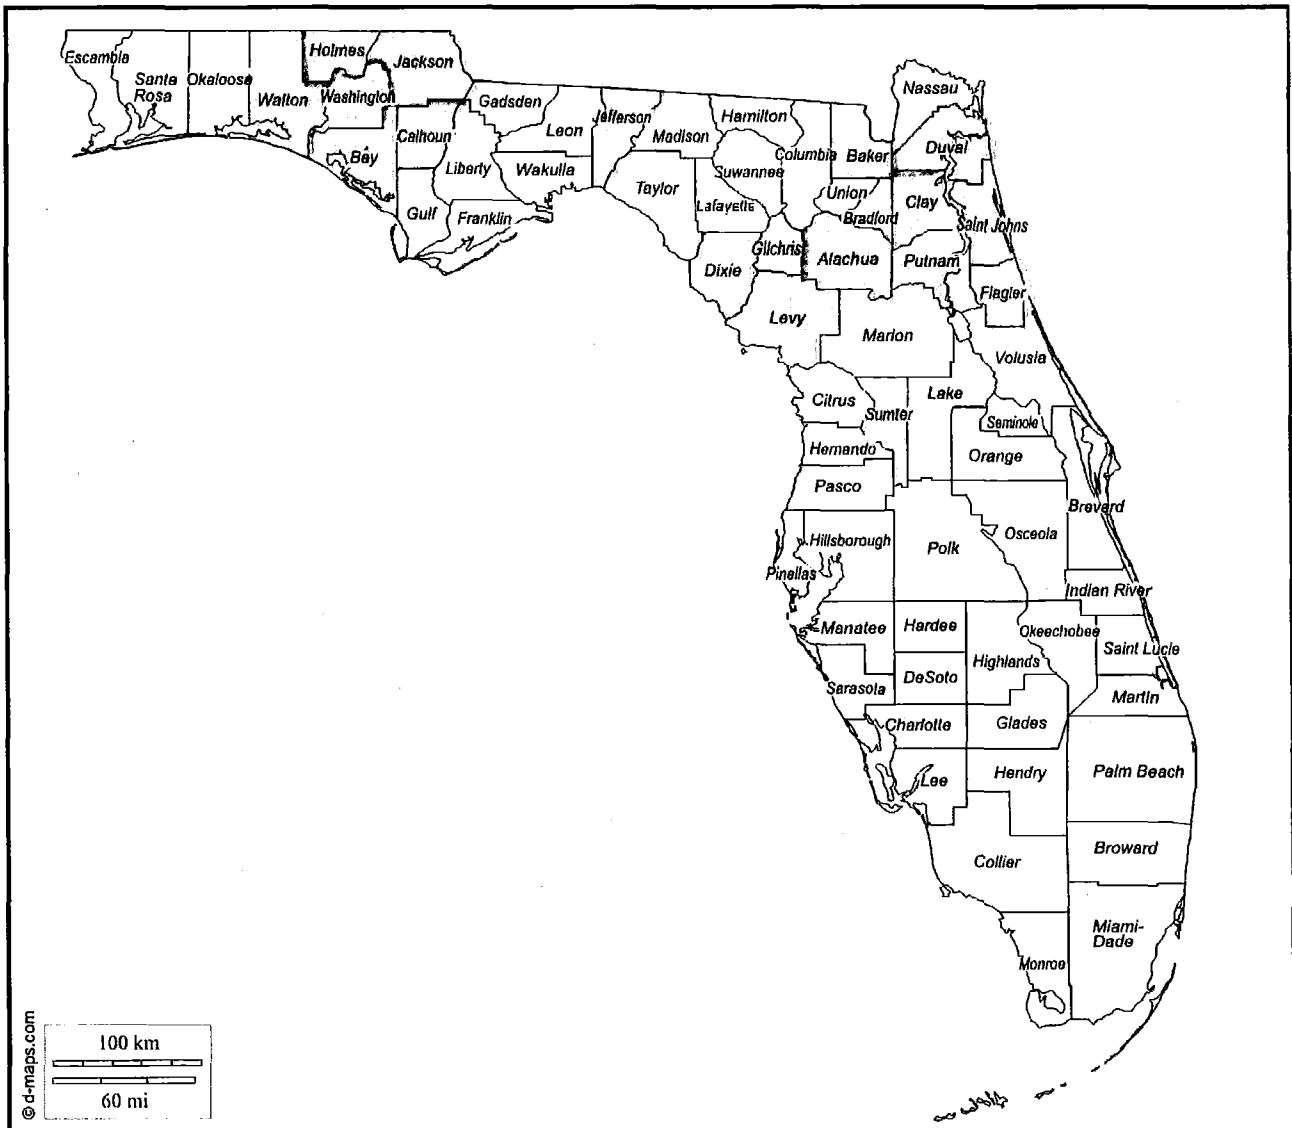 Escambia
Santa
Rosa
Okaloosa
Walton
Holmes
Washington
Jackson
Bay
Calhoun
Gulf
Liberty
Gadsden
Franklin
Leon
Wakulla
Jefferson
Madison
Taylor
Hamilton
Suwannee
Lafayette
Dixie
Columbia
Gilchris
Levy
Baker
Union
Bradford
Alachua
Nassau
Duval
Clay
Saint Johns
Putnam
Flagler
Marion
Volusia
Citrus
Sumter
Lake
Seminole
Hernando
Orange
Pasco
Brevard
Hillsborough
Pinellas
Polk
Osceola
Indian River
Manatee
Hardee
Okeechobee
Highlands
Saint Lucie
Sarasota
DeSoto
Martin
Charlotte
Glades
Lee
Hendry
Palm Beach
Collier
Broward
Miami-
Dade
Monroe
100 km
60 mi
© d-maps.com